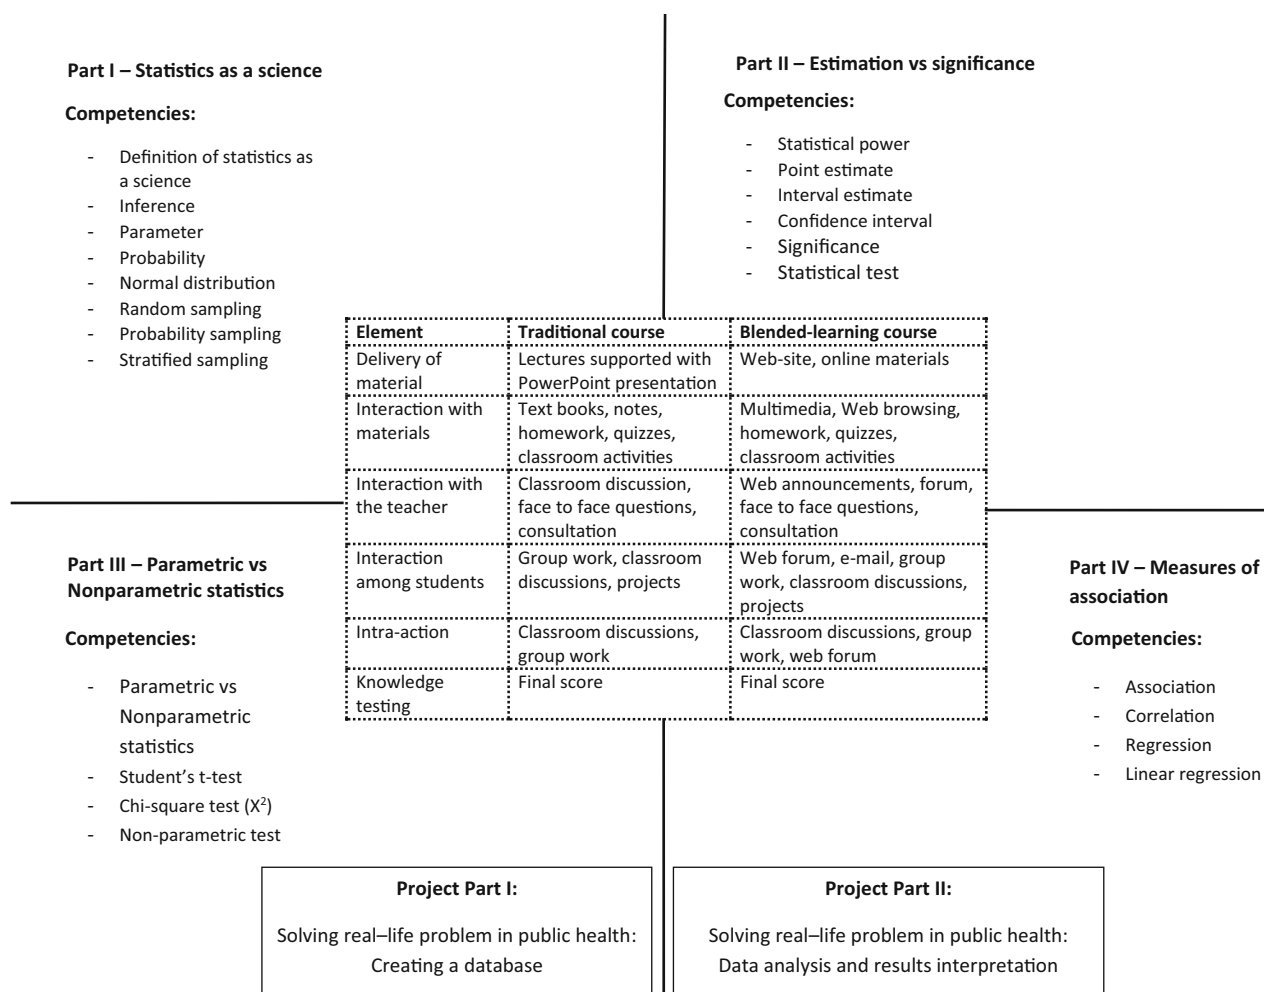 Part I – Statistics as a science
Competencies:
- Definition of statistics as
a science
- Inference
- Parameter
- Probability
- Normal distribution
- Random sampling
- Probability sampling
- Stratified sampling
Part II – Estimation vs significance
Competencies:
- Statistical power
- Point estimate
- Interval estimate
- Confidence interval
- Significance
- Statistical test
Element Traditional course Blended-learning course
Delivery of Lectures supported with Web-site, online materials
material PowerPoint presentation
Interaction with Text books, notes, Multimedia, Web browsing,
materials homework, quizzes, homework, quizzes,
classroom activities classroom activities
Interaction with Classroom discussion, Web announcements, forum,
the teacher face to face questions, face to face questions,
consultation consultation
Interaction Group work, classroom Web forum, e-mail, group
among students discussions, projects work, classroom discussions,
projects
Intra-action Classroom discussions, Classroom discussions, group
group work work, web forum
Knowledge Final score Final score
testing
Part III – Parametric vs
Nonparametric statistics
Competencies:
- Parametric vs
Nonparametric
statistics
- Student’s t-test
- Chi-square test (X²)
- Non-parametric test
Part IV – Measures of
association
Competencies:
- Association
- Correlation
- Regression
- Linear regression
Project Part I:
Solving real–life problem in public health:
Creating a database
Project Part II:
Solving real–life problem in public health:
Data analysis and results interpretation